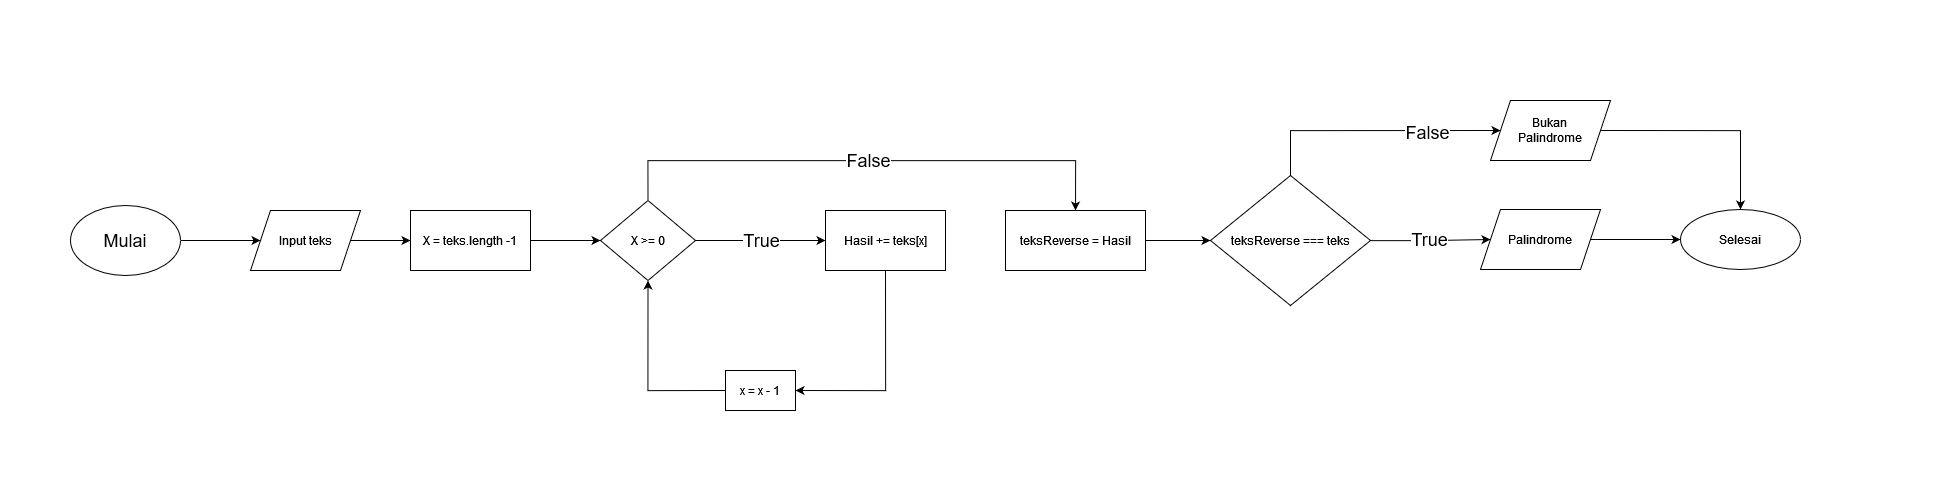 Mulai
Input teks
X = teks.length -1
X >= 0
True
Hasil += teks[x]
x = x - 1
False
teksReverse = Hasil
teksReverse === teks
False
Bukan
Palindrome
True
Palindrome
Selesai